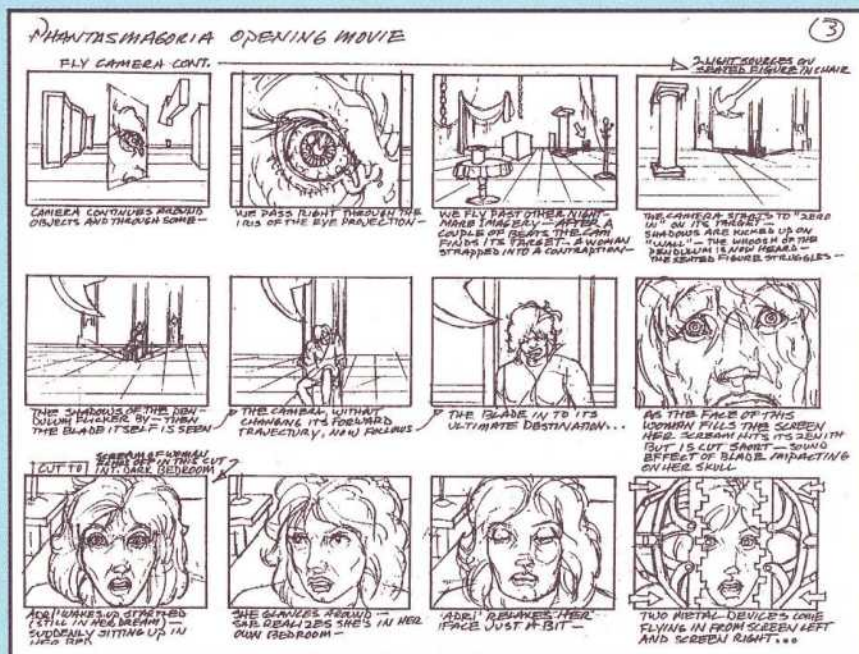 PHANTASMAGORIA OPENING MOVIE
3
FLY CAMERA CONT.
2 LIGHT SOURCES ON
SEATED FIGURE IN CHAIR
CAMERA CONTINUES AROUND
OBJECTS AND THROUGH SOME—
WE PASS RIGHT THROUGH THE
IRIS OF THE EYE PROJECTION—
WE FLY PAST OTHER NIGHT-
MARE IMAGERY — AFTER A
COUPLE OF BEATS THE CAM
FINDS ITS TARGET — A WOMAN
STRAPPED INTO A CONTRAPTION—
THE CAMERA STARTS TO "ZERO
IN" ON ITS TARGET —
SHADOWS ARE KICKED UP ON
"WALL" — THE WHOOSH OF THE
PENDULUM IS NOW HEARD —
THE SEATED FIGURE STRUGGLES —
THE SHADOWS OF THE PEN-
DULUM FLICKER BY — THEN
THE BLADE ITSELF IS SEEN
THE CAMERA, WITHOUT
CHANGING ITS FORWARD
TRAJECTORY, NOW FOLLOWS
THE BLADE IN TO ITS
ULTIMATE DESTINATION...
AS THE FACE OF THIS
WOMAN FILLS THE SCREEN
HER SCREAM HITS ITS ZENITH
BUT IS CUT SHORT — SOUND
EFFECT OF BLADE IMPACTING
ON HER SKULL
CUT TO
SCREAM OF WOMAN
ECHOS OFF IN THIS CUT
INT. DARK BEDROOM
'ADRI' WAKES UP STARTLED
(STILL IN HER DREAM) —
SUDDENLY SITTING UP IN
HER BED
SHE GLANCES AROUND —
SHE REALIZES SHE'S IN HER
OWN BEDROOM —
'ADRI' RELAXES HER
FACE JUST A BIT —
TWO METAL DEVICES COME
FLYING IN FROM SCREEN LEFT
AND SCREEN RIGHT...